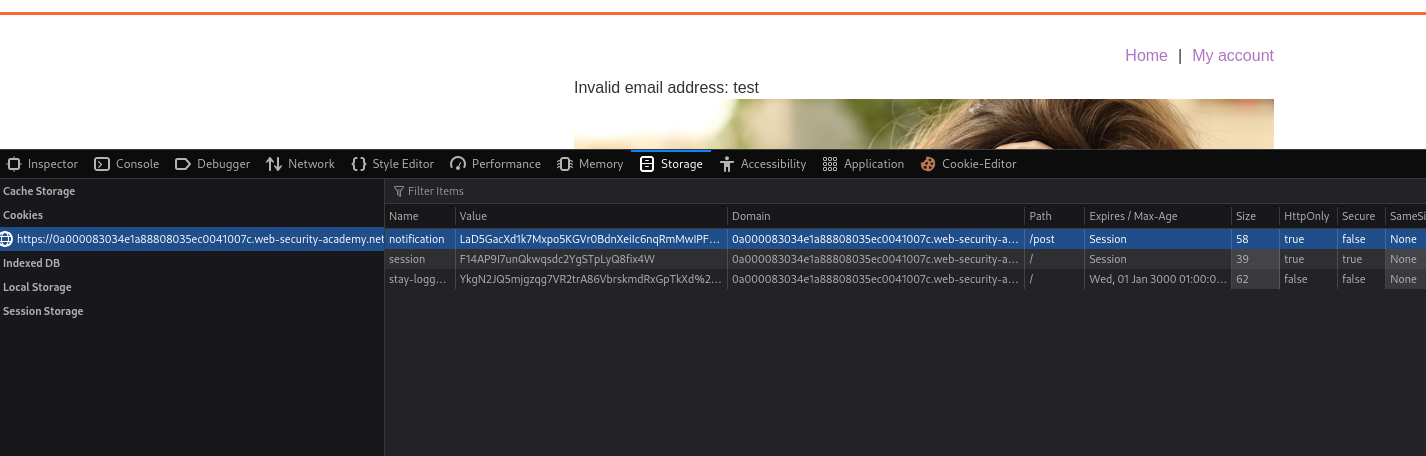 Home | My account
Invalid email address: test
Inspector Console Debugger Network Style Editor Performance Memory Storage Accessibility Application Cookie-Editor
Cache Storage
Filter Items
Cookies
Name Value Domain Path Expires / Max-Age Size HttpOnly Secure SameSi
https://0a000083034e1a88808035ec0041007c.web-security-academy.net
notification LaD5GacXd1k7Mxpo5KGVr0BdnXeiIc6nqRmMwIPF... 0a000083034e1a88808035ec0041007c.web-security-a... /post Session 58 true false None
session F14AP9I7unQkwqsdc2YgSTpLyQ8fix4W 0a000083034e1a88808035ec0041007c.web-security-a... / Session 39 true true None
Indexed DB
stay-logg... YkgN2JQ5mjgzqg7VR2trA86VbrskmdRxGpTkXd%2... 0a000083034e1a88808035ec0041007c.web-security-a... / Wed, 01 Jan 3000 01:00:0... 62 false false None
Local Storage
Session Storage